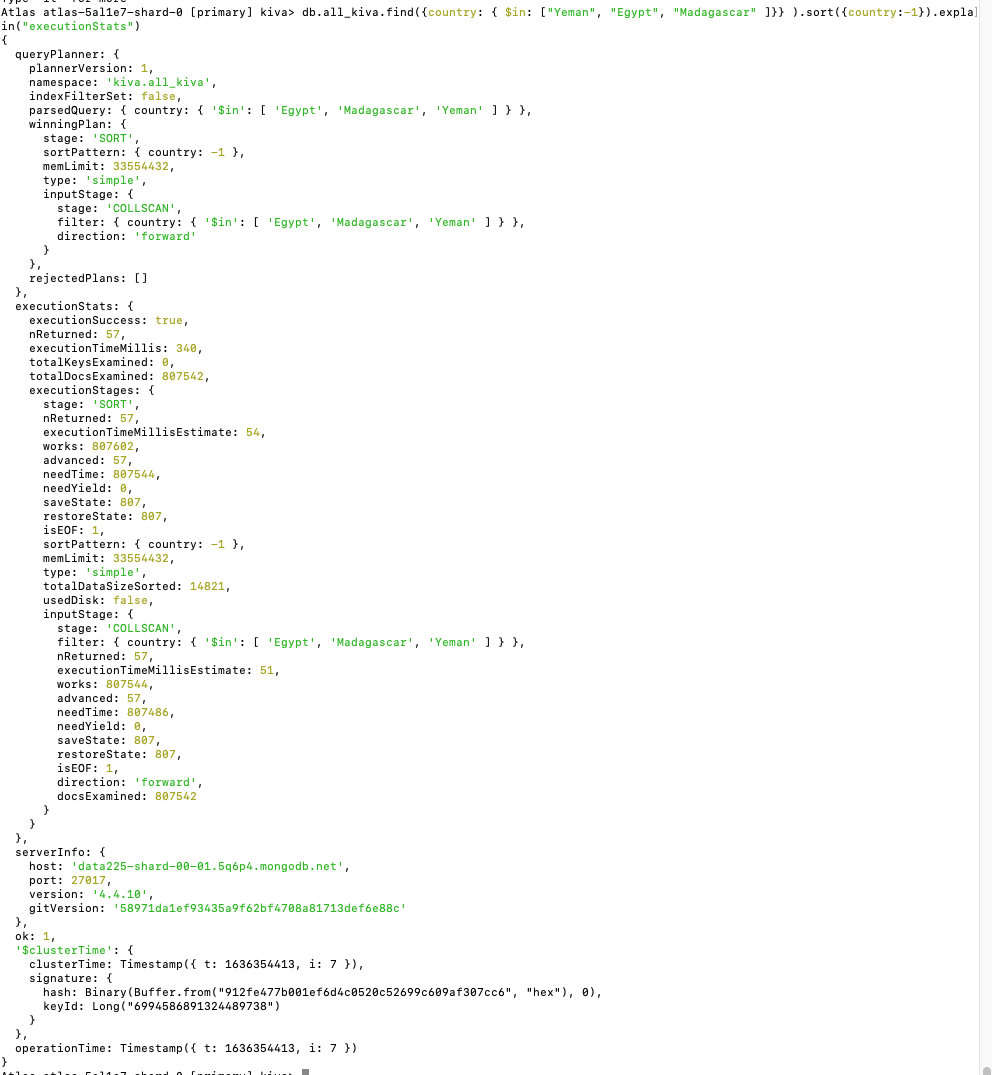 Atlas atlas-5al1e7-shard-0 [primary] kiva> db.all_kiva.find({country: { $in: ["Yeman", "Egypt", "Madagascar" ]}} ).sort({country:-1}).expla
in("executionStats")
{
  queryPlanner: {
    plannerVersion: 1,
    namespace: 'kiva.all_kiva',
    indexFilterSet: false,
    parsedQuery: { country: { '$in': [ 'Egypt', 'Madagascar', 'Yeman' ] } },
    winningPlan: {
      stage: 'SORT',
      sortPattern: { country: -1 },
      memLimit: 33554432,
      type: 'simple',
      inputStage: {
        stage: 'COLLSCAN',
        filter: { country: { '$in': [ 'Egypt', 'Madagascar', 'Yeman' ] } },
        direction: 'forward'
      }
    },
    rejectedPlans: []
  },
  executionStats: {
    executionSuccess: true,
    nReturned: 57,
    executionTimeMillis: 340,
    totalKeysExamined: 0,
    totalDocsExamined: 807542,
    executionStages: {
      stage: 'SORT',
      nReturned: 57,
      executionTimeMillisEstimate: 54,
      works: 807602,
      advanced: 57,
      needTime: 807544,
      needYield: 0,
      saveState: 807,
      restoreState: 807,
      isEOF: 1,
      sortPattern: { country: -1 },
      memLimit: 33554432,
      type: 'simple',
      totalDataSizeSorted: 14821,
      usedDisk: false,
      inputStage: {
        stage: 'COLLSCAN',
        filter: { country: { '$in': [ 'Egypt', 'Madagascar', 'Yeman' ] } },
        nReturned: 57,
        executionTimeMillisEstimate: 51,
        works: 807544,
        advanced: 57,
        needTime: 807486,
        needYield: 0,
        saveState: 807,
        restoreState: 807,
        isEOF: 1,
        direction: 'forward',
        docsExamined: 807542
      }
    }
  },
  serverInfo: {
    host: 'data225-shard-00-01.5q6p4.mongodb.net',
    port: 27017,
    version: '4.4.10',
    gitVersion: '58971da1ef93435a9f62bf4708a81713def6e88c'
  },
  ok: 1,
  '$clusterTime': {
    clusterTime: Timestamp({ t: 1636354413, i: 7 }),
    signature: {
      hash: Binary(Buffer.from("912fe477b001ef6d4c0520c52699c609af307cc6", "hex"), 0),
      keyId: Long("6994586891324489738")
    }
  },
  operationTime: Timestamp({ t: 1636354413, i: 7 })
}